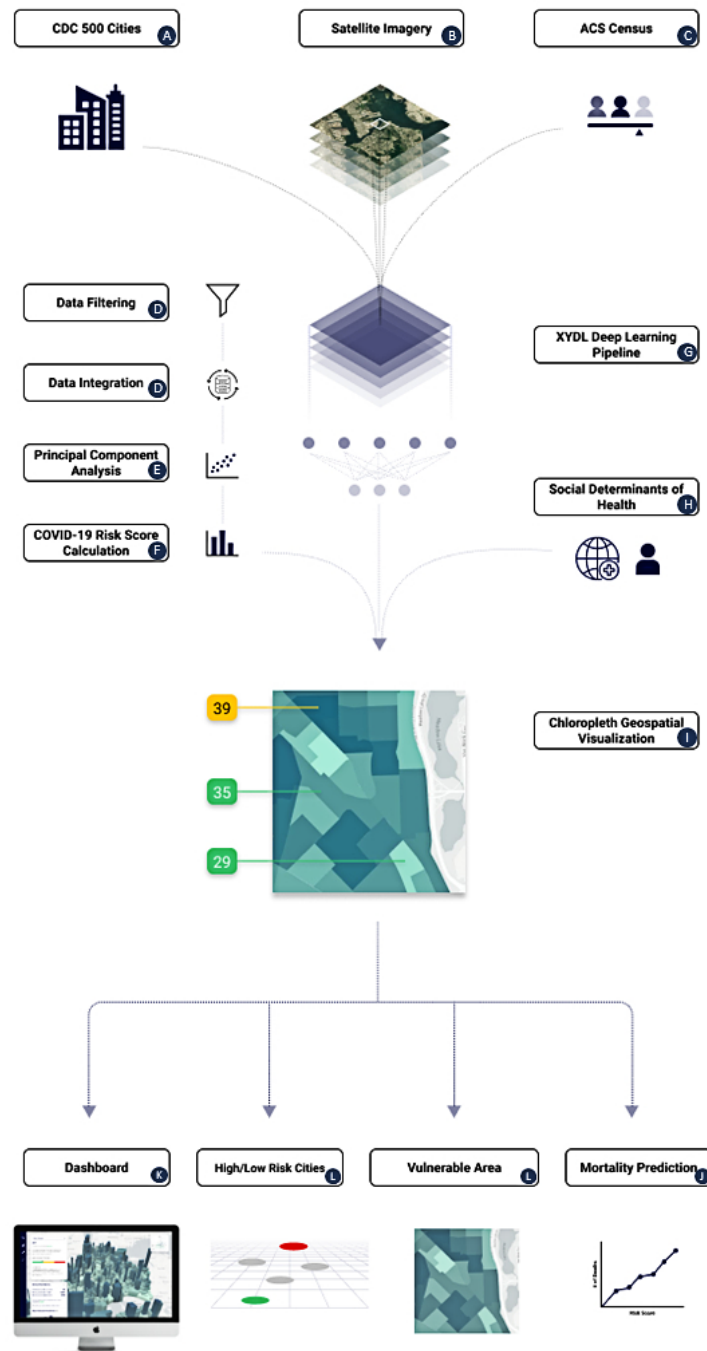 CDC 500 Cities
A
Satellite Imagery
B
ACS Census
C
Data Filtering
D
Data Integration
D
Principal Component
Analysis
E
COVID-19 Risk Score
Calculation
F
XYDL Deep Learning
Pipeline
G
Social Determinants of
Health
H
39
35
29
Chloropleth Geospatial
Visualization
I
Dashboard
K
High/Low Risk Cities
L
Vulnerable Area
L
Mortality Prediction
J
# of Deaths
Risk Score